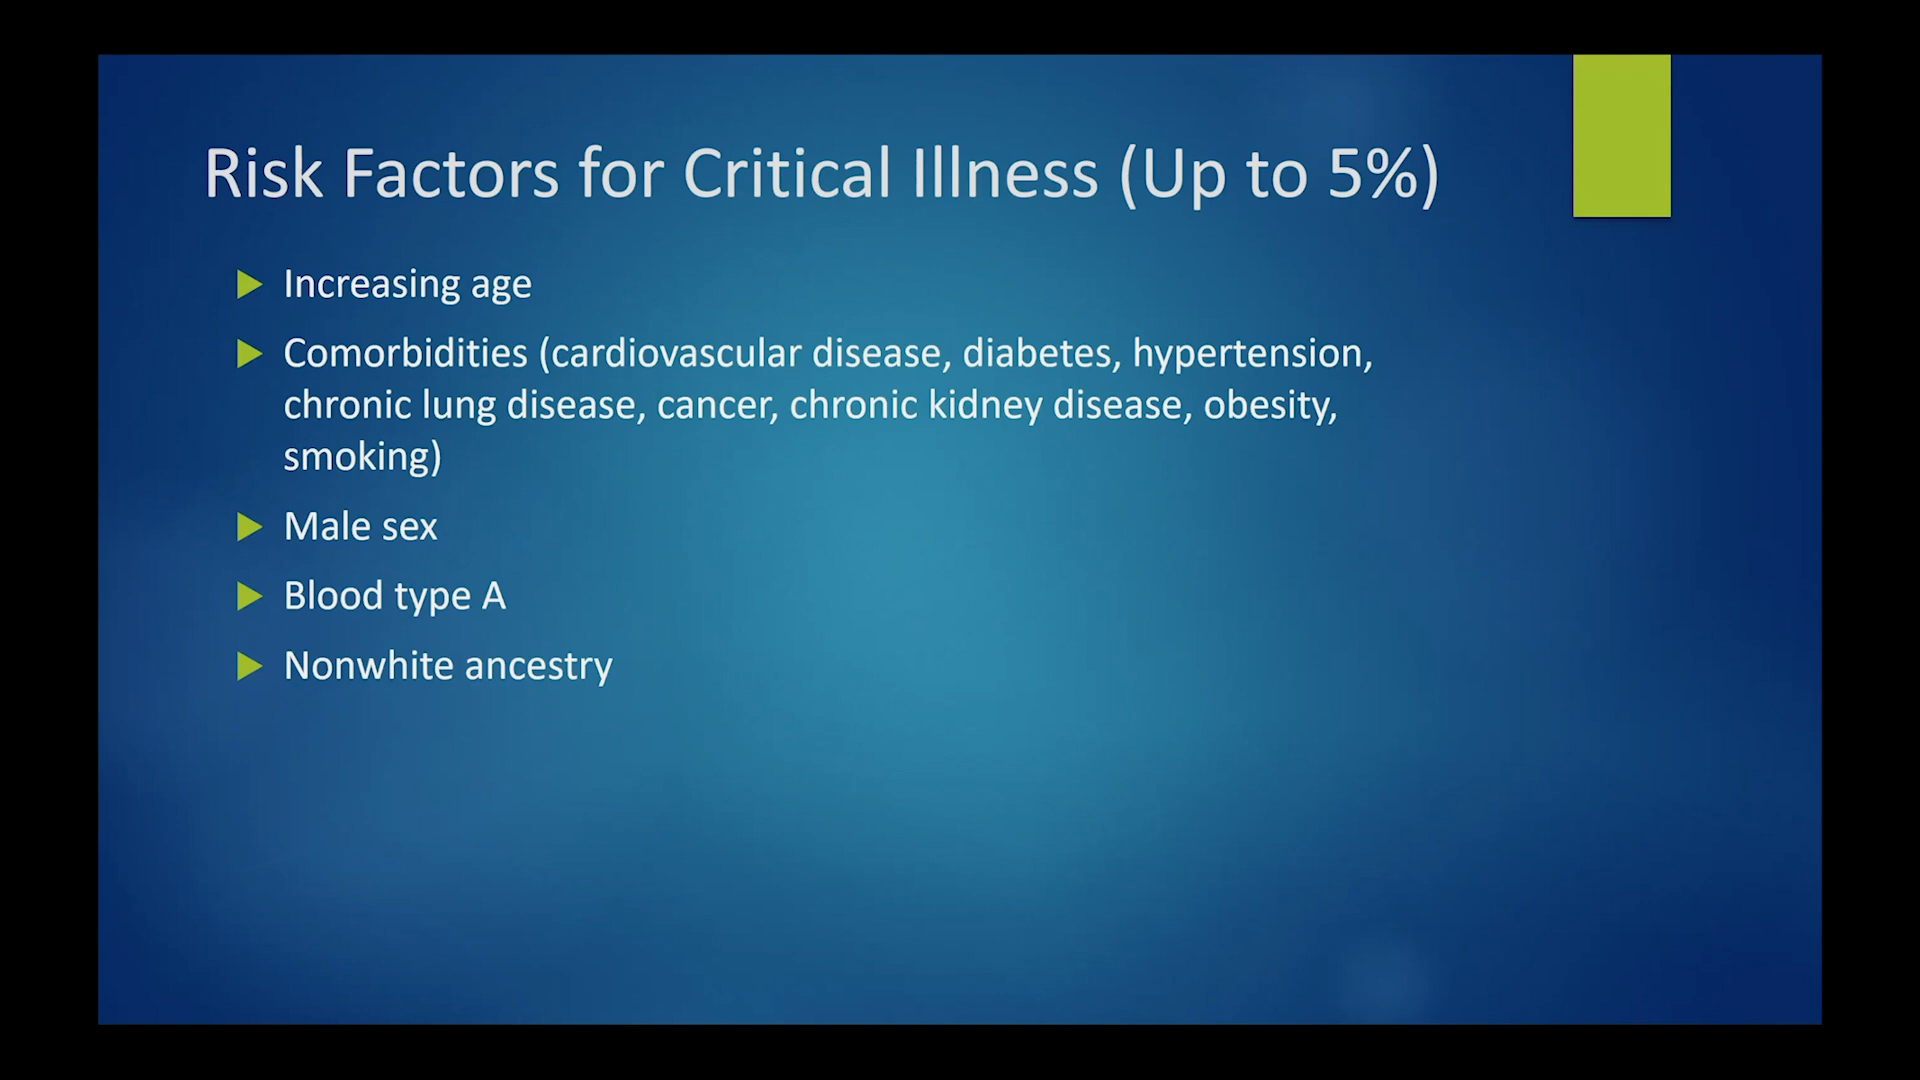 Risk Factors for Critical Illness (Up to 5%)
Increasing age
Comorbidities (cardiovascular disease, diabetes, hypertension,
chronic lung disease, cancer, chronic kidney disease, obesity,
smoking)
Male sex
Blood type A
Nonwhite ancestry